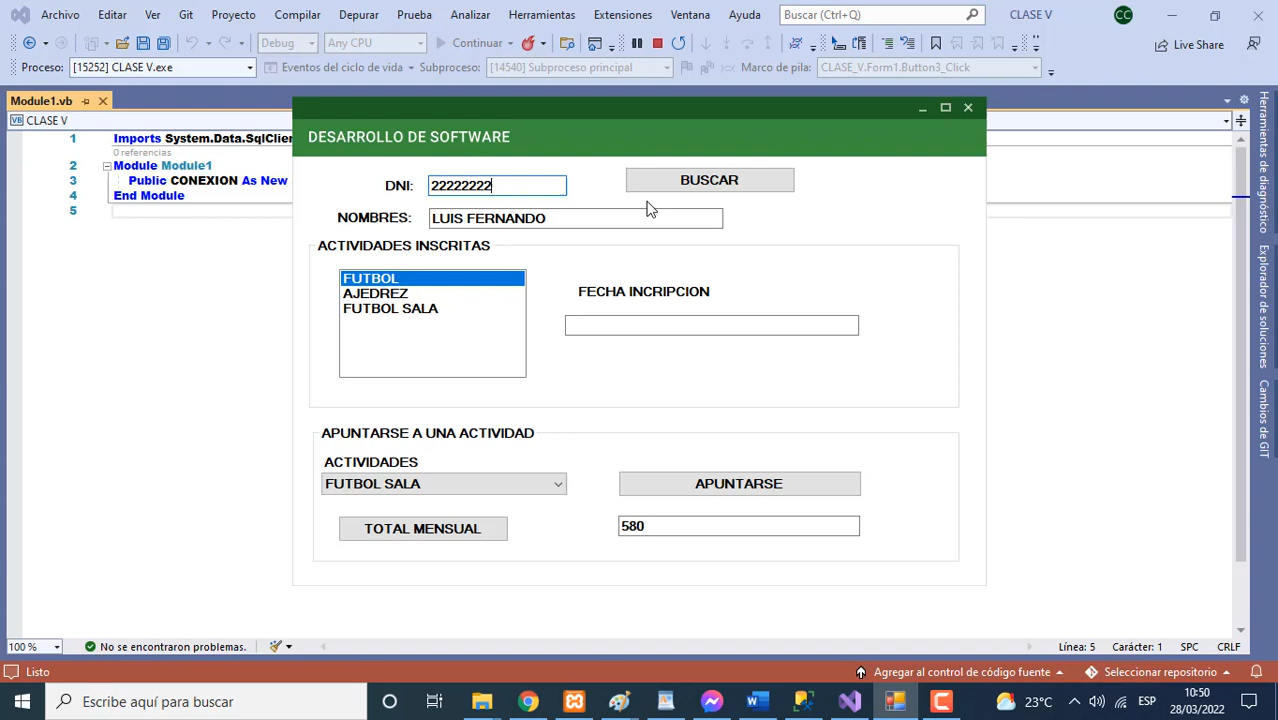 Archivo Editar Ver Git Proyecto Compilar Depurar Prueba Analizar Herramientas Extensiones Ventana Ayuda Buscar (Ctrl+Q) CLASE V CC
Debug Any CPU Continuar Live Share
Proceso: [15252] CLASE V.exe Eventos del ciclo de vida Subproceso: [14540] Subproceso principal Marco de pila: CLASE_V.Form1.Button3_Click
Module1.vb
VB CLASE V
1 Imports System.Data.SqlClien
0 referencias
2 Module Module1
3 Public CONEXION As New
4 End Module
5
DESARROLLO DE SOFTWARE
DNI: 22222222 BUSCAR
NOMBRES: LUIS FERNANDO
ACTIVIDADES INSCRITAS
FUTBOL
AJEDREZ
FUTBOL SALA
FECHA INCRIPCION
APUNTARSE A UNA ACTIVIDAD
ACTIVIDADES
FUTBOL SALA APUNTARSE
TOTAL MENSUAL 580
Herramientas de diagnóstico
Explorador de soluciones
Cambios de GIT
100 % No se encontraron problemas. Línea: 5 Carácter: 1 SPC CRLF
Listo Agregar al control de código fuente Seleccionar repositorio
Escribe aquí para buscar 23°C ESP 10:50
28/03/2022